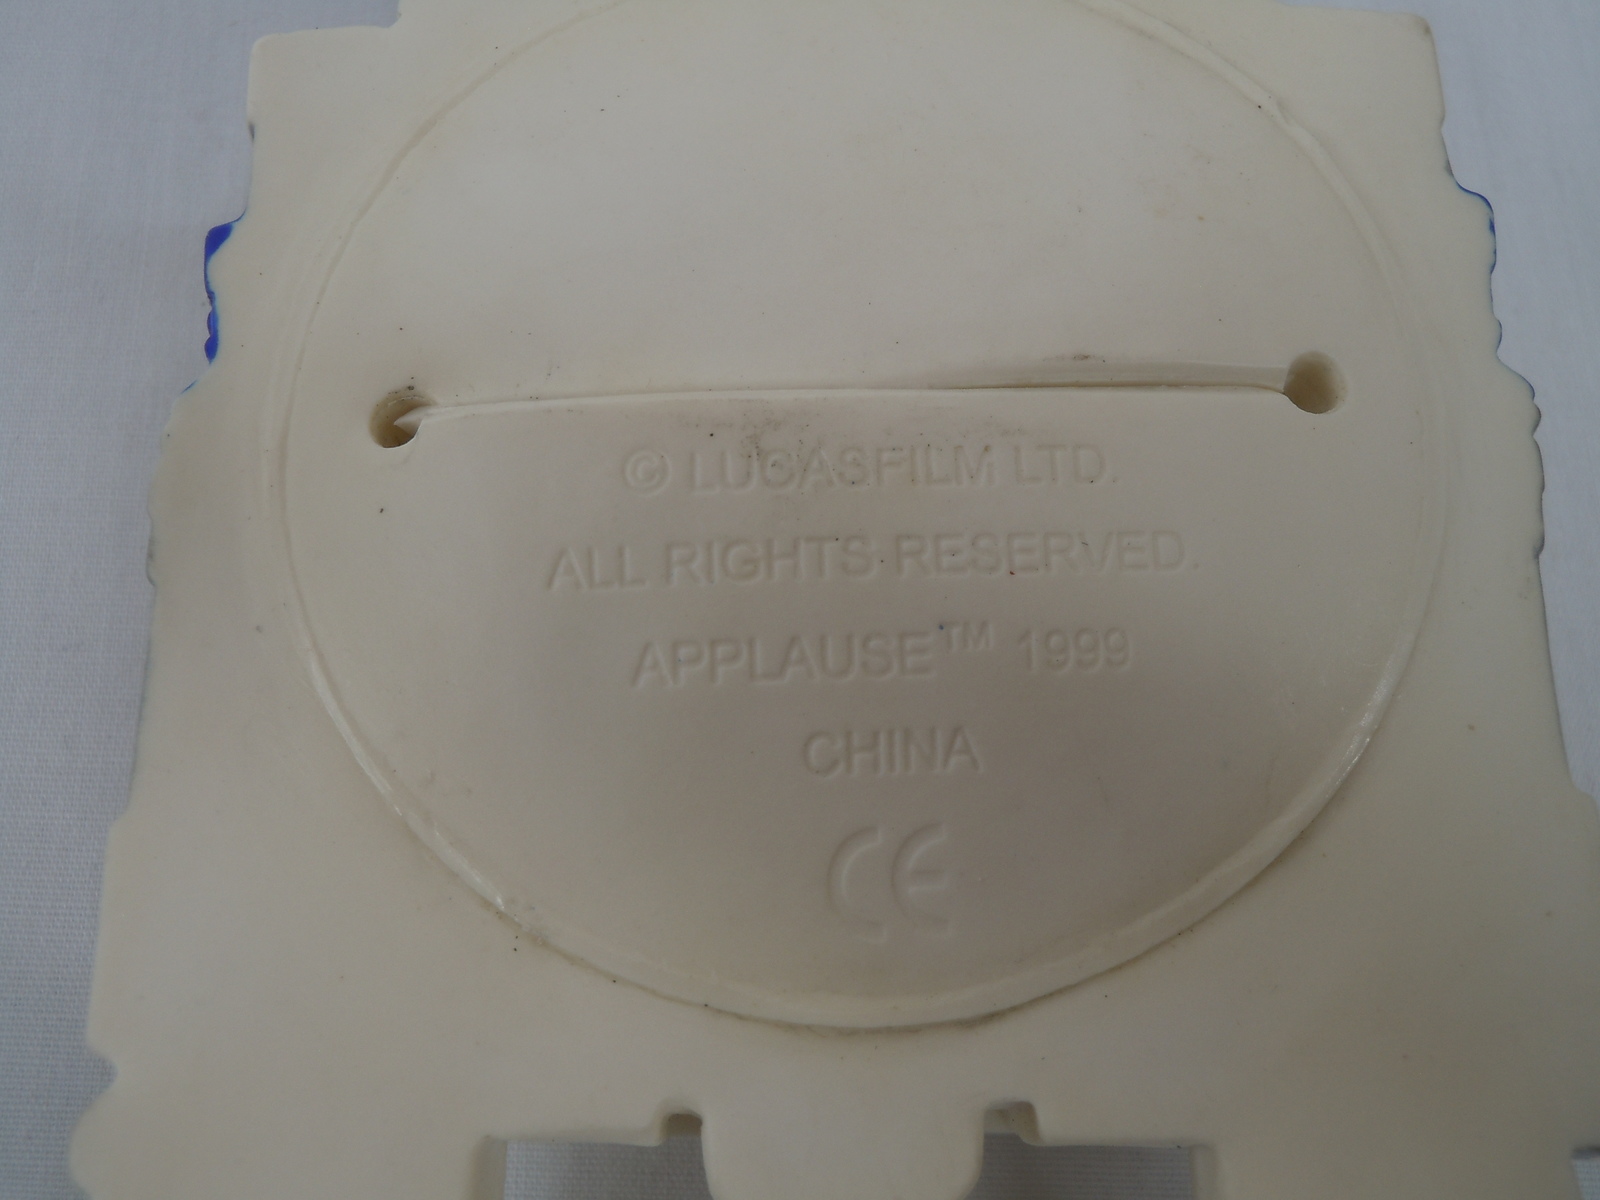 © LUCASFILM LTD.
ALL RIGHTS RESERVED.
APPLAUSE™ 1999
CHINA
CE